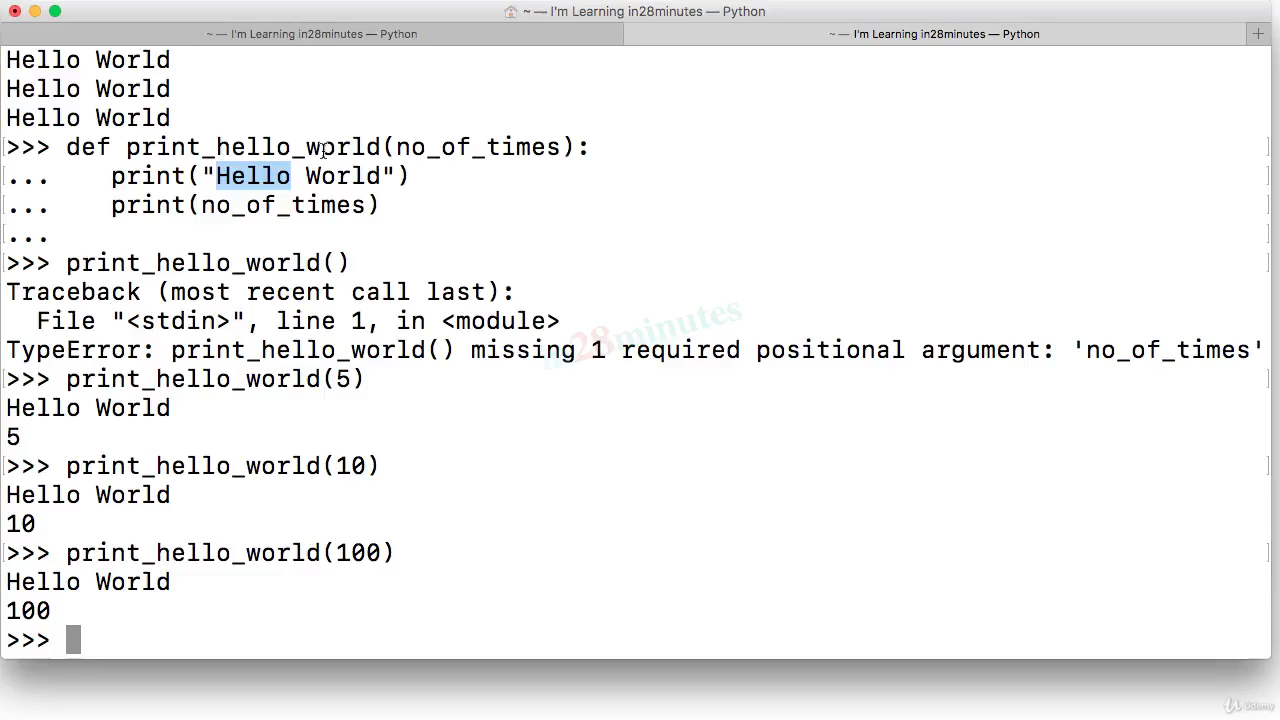 ~ — I'm Learning in28minutes — Python
~ — I'm Learning in28minutes — Python
~ — I'm Learning in28minutes — Python
+
Hello World
Hello World
Hello World
>>> def print_hello_world(no_of_times):
...    print("Hello World")
...    print(no_of_times)
...
>>> print_hello_world()
Traceback (most recent call last):
  File "<stdin>", line 1, in <module>
TypeError: print_hello_world() missing 1 required positional argument: 'no_of_times'
in28minutes
>>> print_hello_world(5)
Hello World
5
>>> print_hello_world(10)
Hello World
10
>>> print_hello_world(100)
Hello World
100
>>>
Udemy